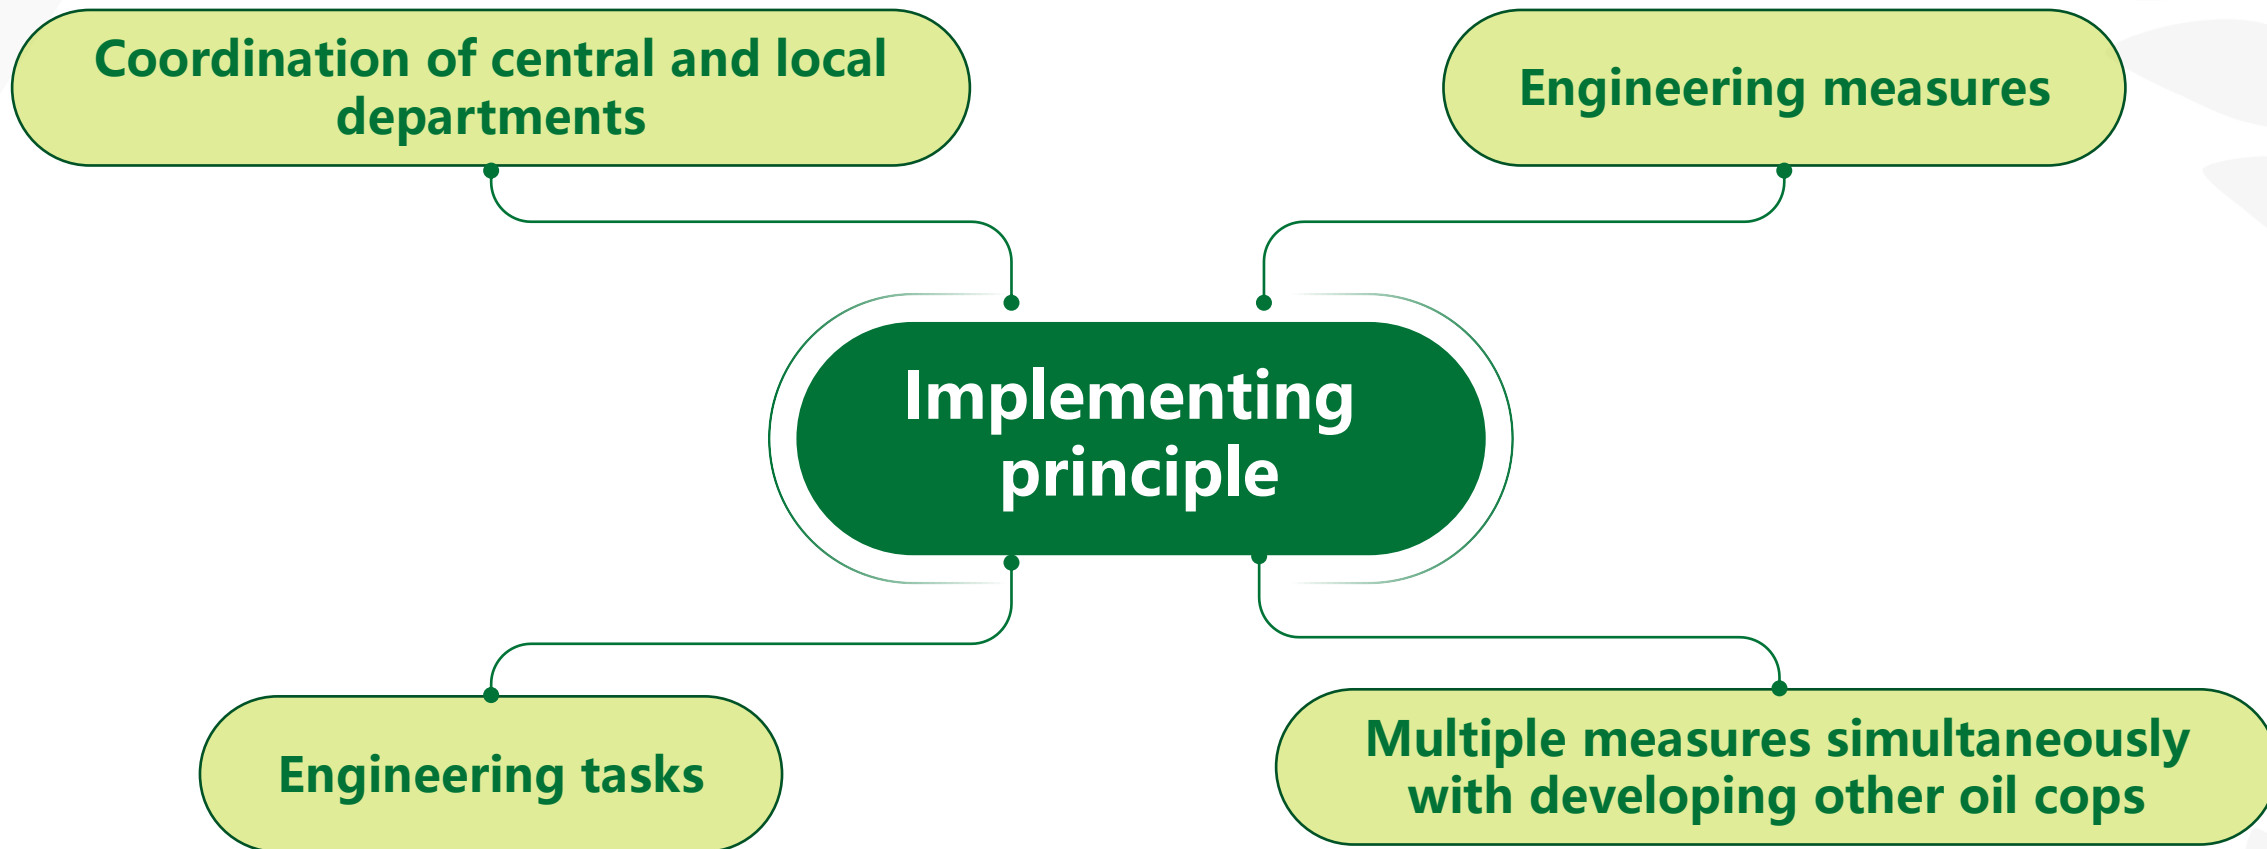 Coordination of central and local
departments
Engineering measures
Implementing
principle
Engineering tasks
Multiple measures simultaneously
with developing other oil cops